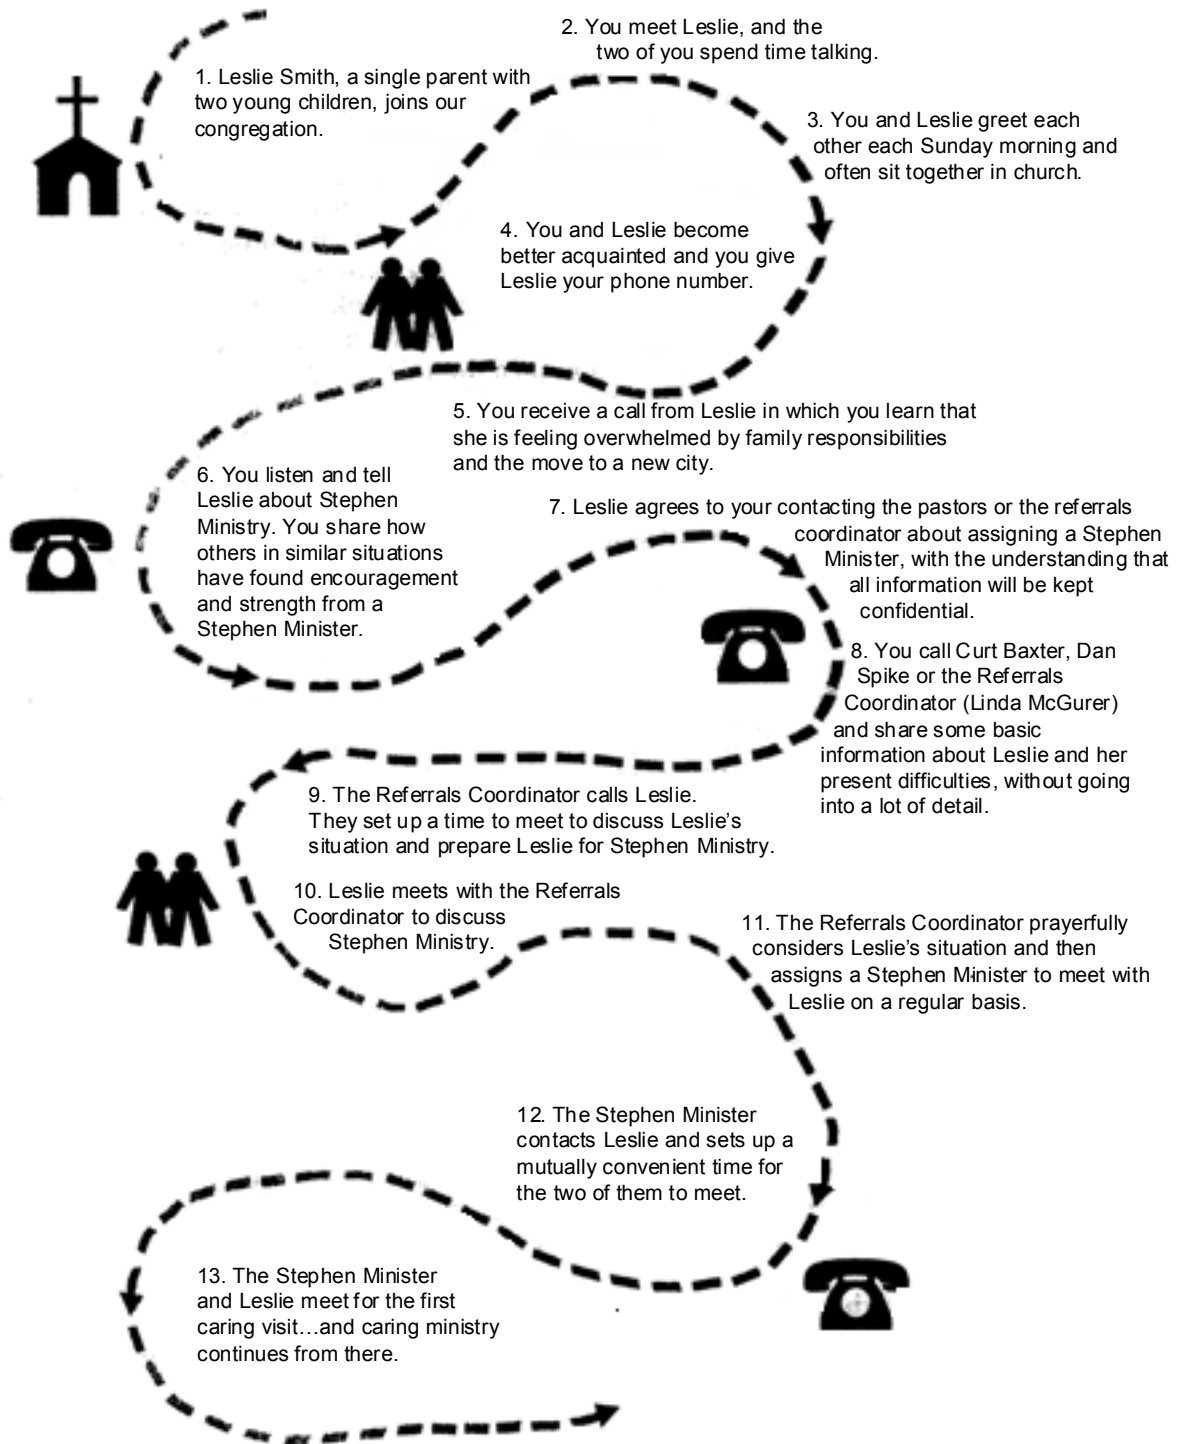 1. Leslie Smith, a single parent with
two young children, joins our
congregation.
2. You meet Leslie, and the
two of you spend time talking.
3. You and Leslie greet each
other each Sunday morning and
often sit together in church.
4. You and Leslie become
better acquainted and you give
Leslie your phone number.
5. You receive a call from Leslie in which you learn that
she is feeling overwhelmed by family responsibilities
and the move to a new city.
6. You listen and tell
Leslie about Stephen
Ministry. You share how
others in similar situations
have found encouragement
and strength from a
Stephen Minister.
7. Leslie agrees to your contacting the pastors or the referrals
coordinator about assigning a Stephen
Minister, with the understanding that
all information will be kept
confidential.
8. You call Curt Baxter, Dan
Spike or the Referrals
Coordinator (Linda McGurer)
and share some basic
information about Leslie and her
present difficulties, without going
into a lot of detail.
9. The Referrals Coordinator calls Leslie.
They set up a time to meet to discuss Leslie's
situation and prepare Leslie for Stephen Ministry.
10. Leslie meets with the Referrals
Coordinator to discuss
Stephen Ministry.
11. The Referrals Coordinator prayerfully
considers Leslie's situation and then
assigns a Stephen Minister to meet with
Leslie on a regular basis.
12. The Stephen Minister
contacts Leslie and sets up a
mutually convenient time for
the two of them to meet.
13. The Stephen Minister
and Leslie meet for the first
caring visit…and caring ministry
continues from there.